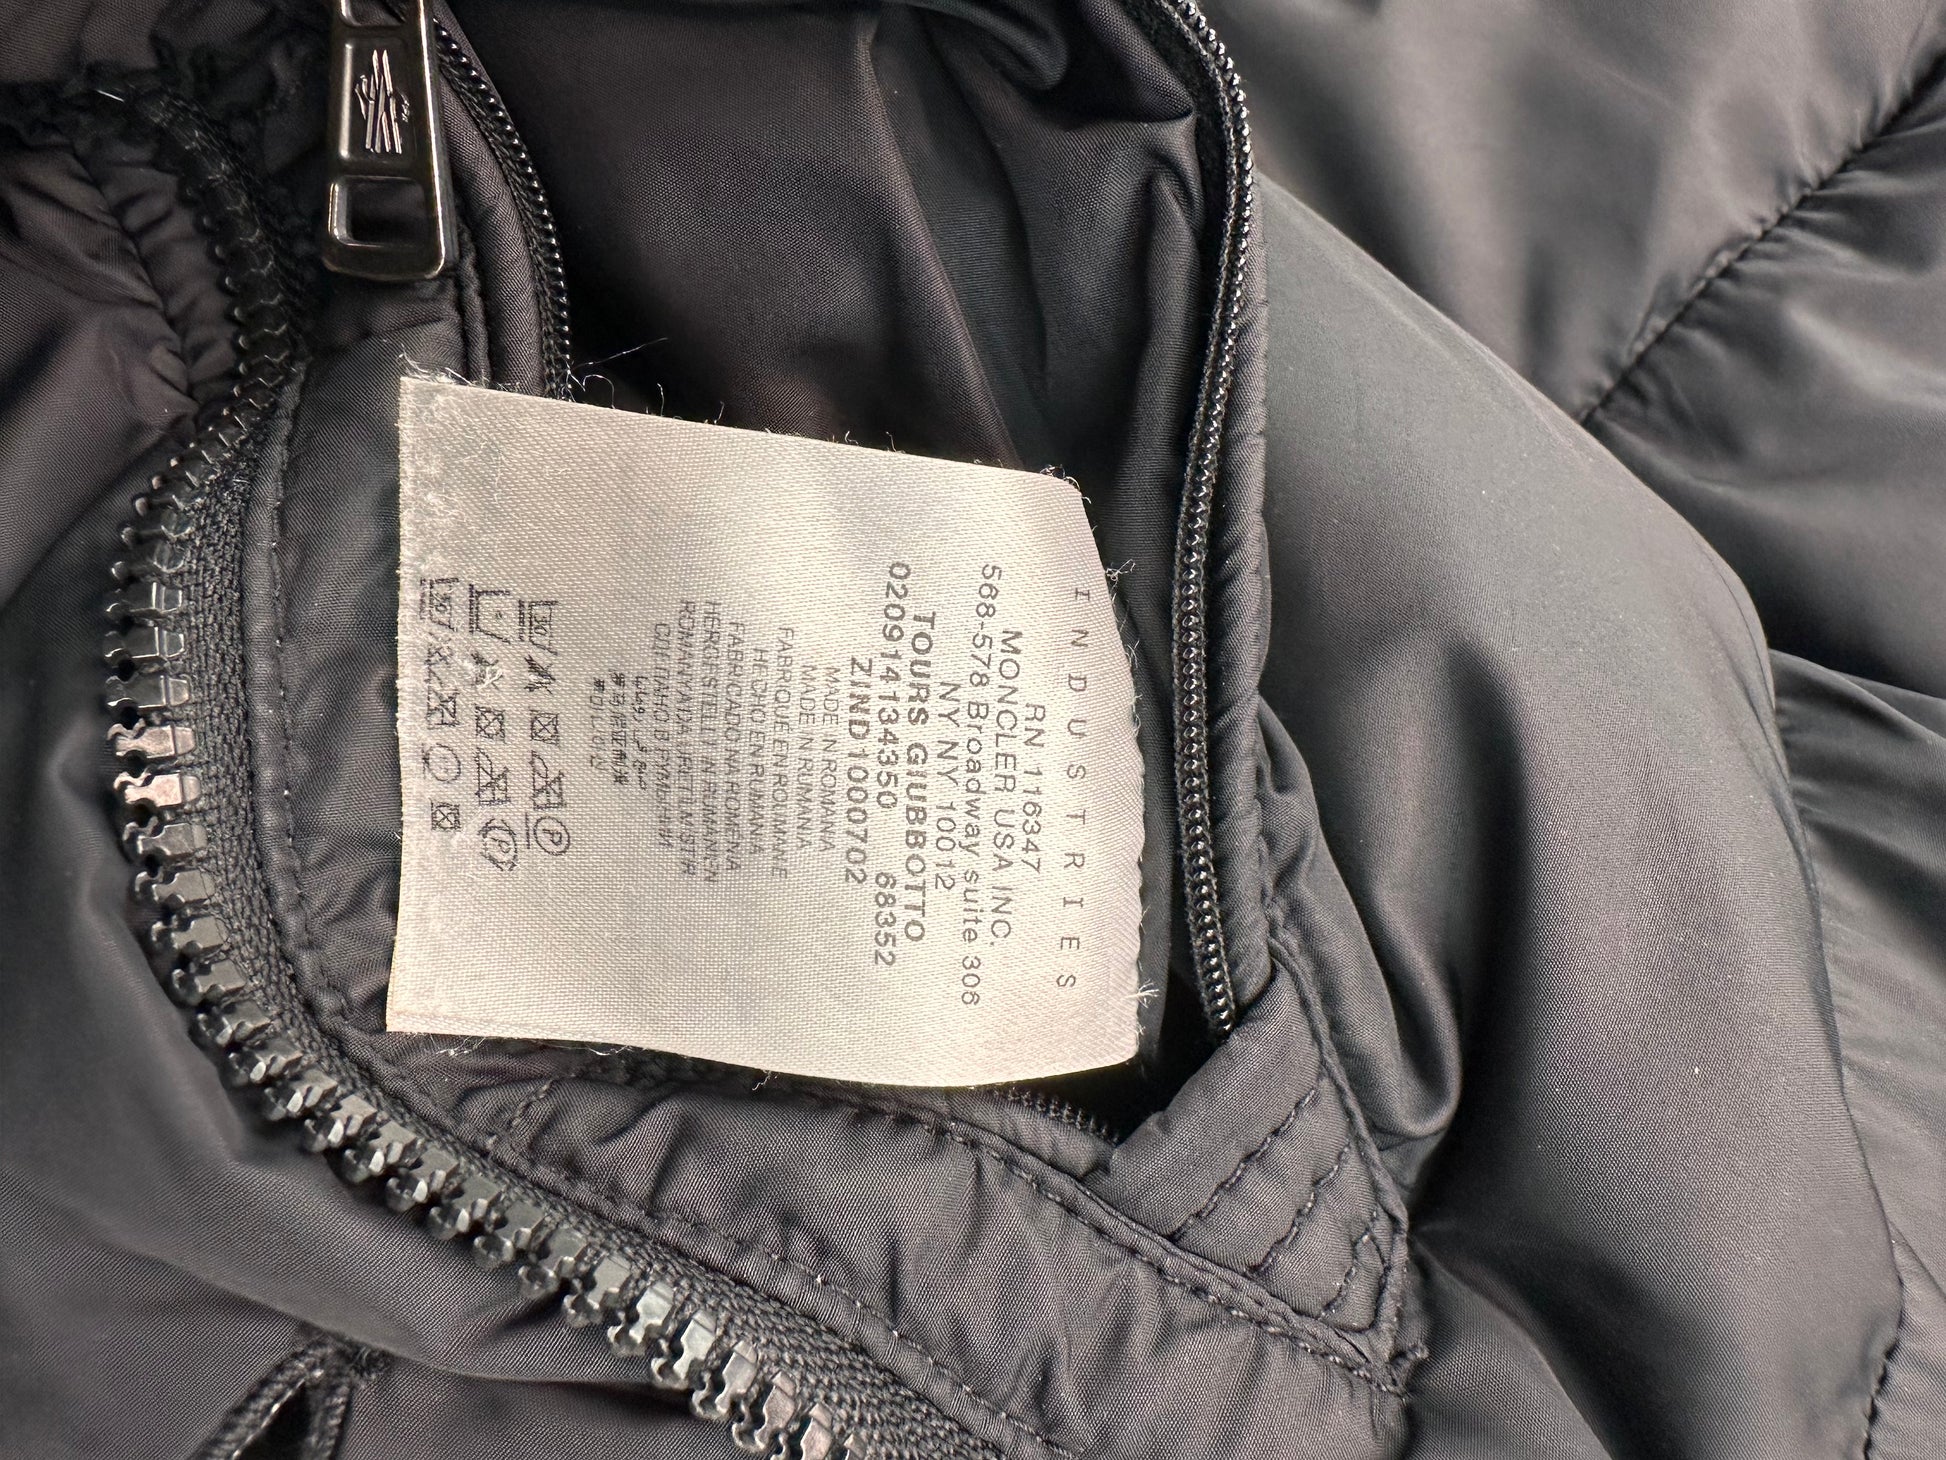 INDUSTRIES
RN 116347
MONCLER USA INC.
568-578 Broadway suite 306
NY NY 10012
TOURS GIUBBOTTO
020914134350 68352
ZIND1000702
MADE IN ROMANIA
MADE IN RUMANIA
FABRIQUE EN ROUMANIE
HECHO EN RUMANIA
FABRICADO NA ROMENIA
HERGESTELLT IN RUMANIEN